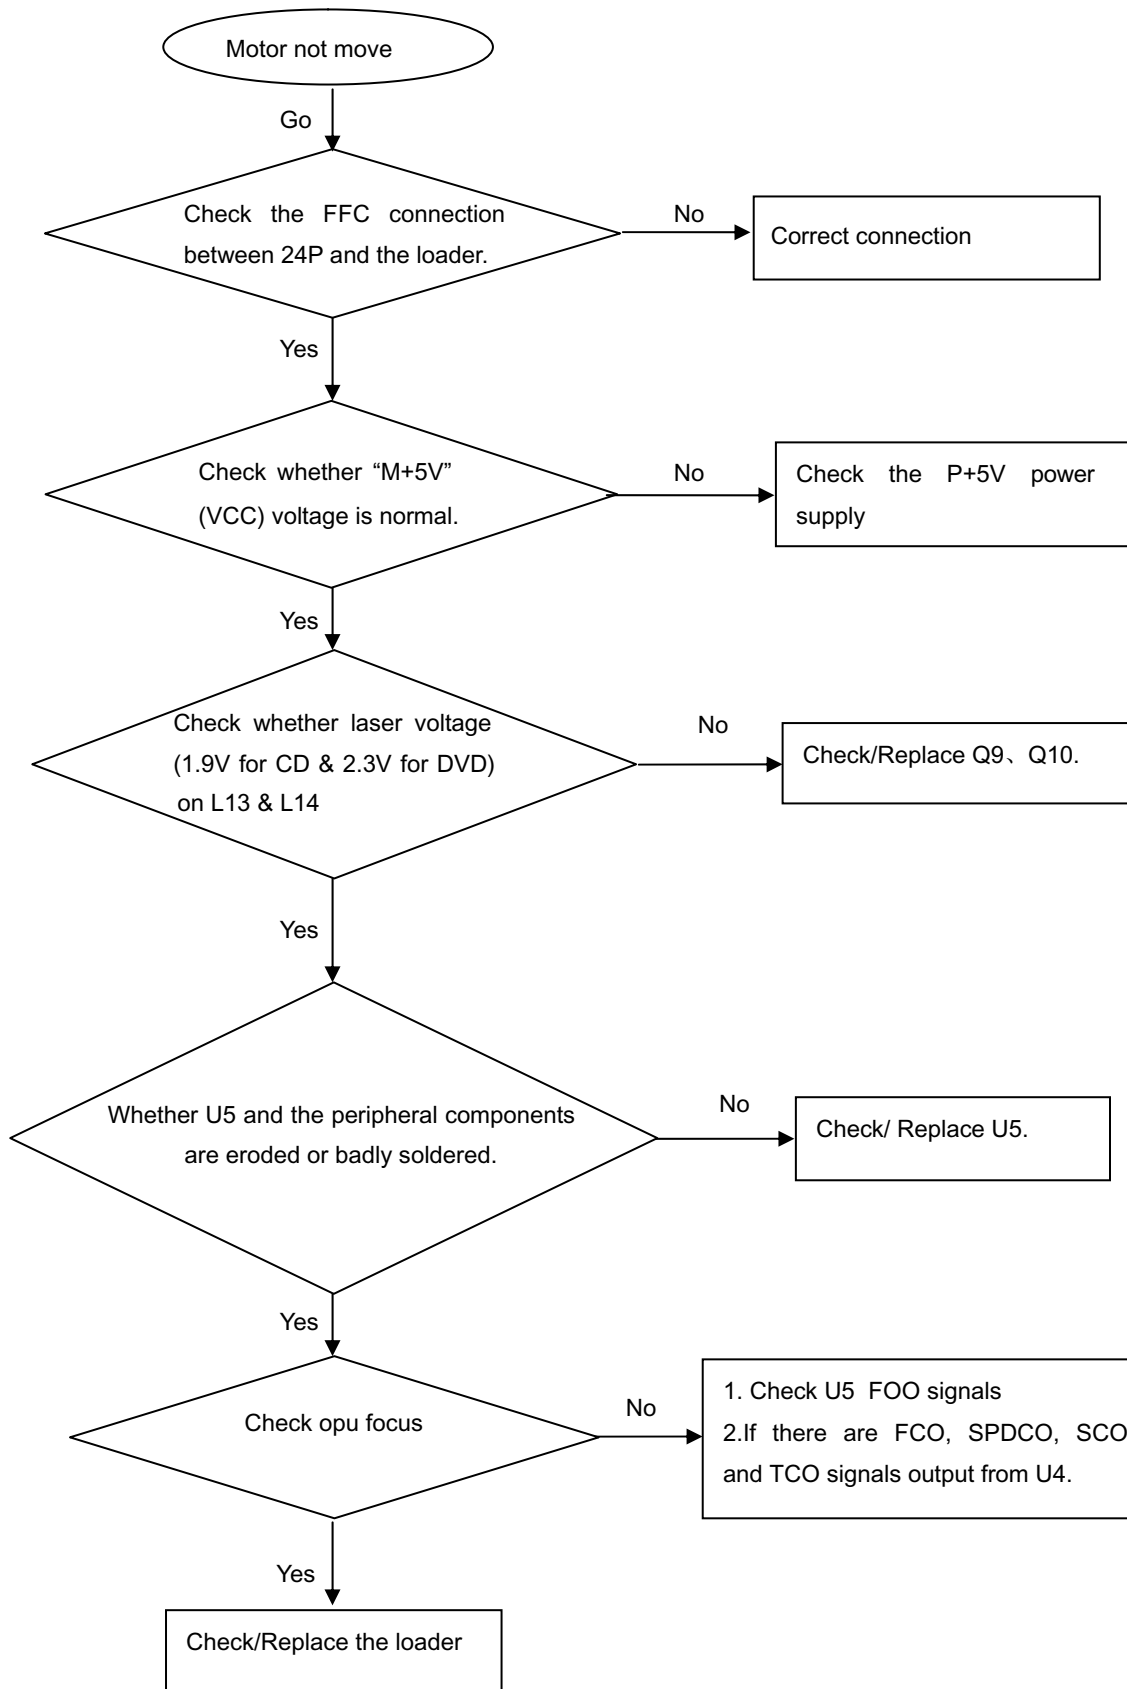 Motor not move
Go
Check the FFC connection
between 24P and the loader.
No
Correct connection
Yes
Check whether “M+5V”
(VCC) voltage is normal.
No
Check the P+5V power
supply
Yes
Check whether laser voltage
(1.9V for CD & 2.3V for DVD)
on L13 & L14
No
Check/Replace Q9、Q10.
Yes
Whether U5 and the peripheral components
are eroded or badly soldered.
No
Check/ Replace U5.
Yes
Check opu focus
No
1. Check U5 FOO signals
2.If there are FCO, SPDCO, SCO
and TCO signals output from U4.
Yes
Check/Replace the loader